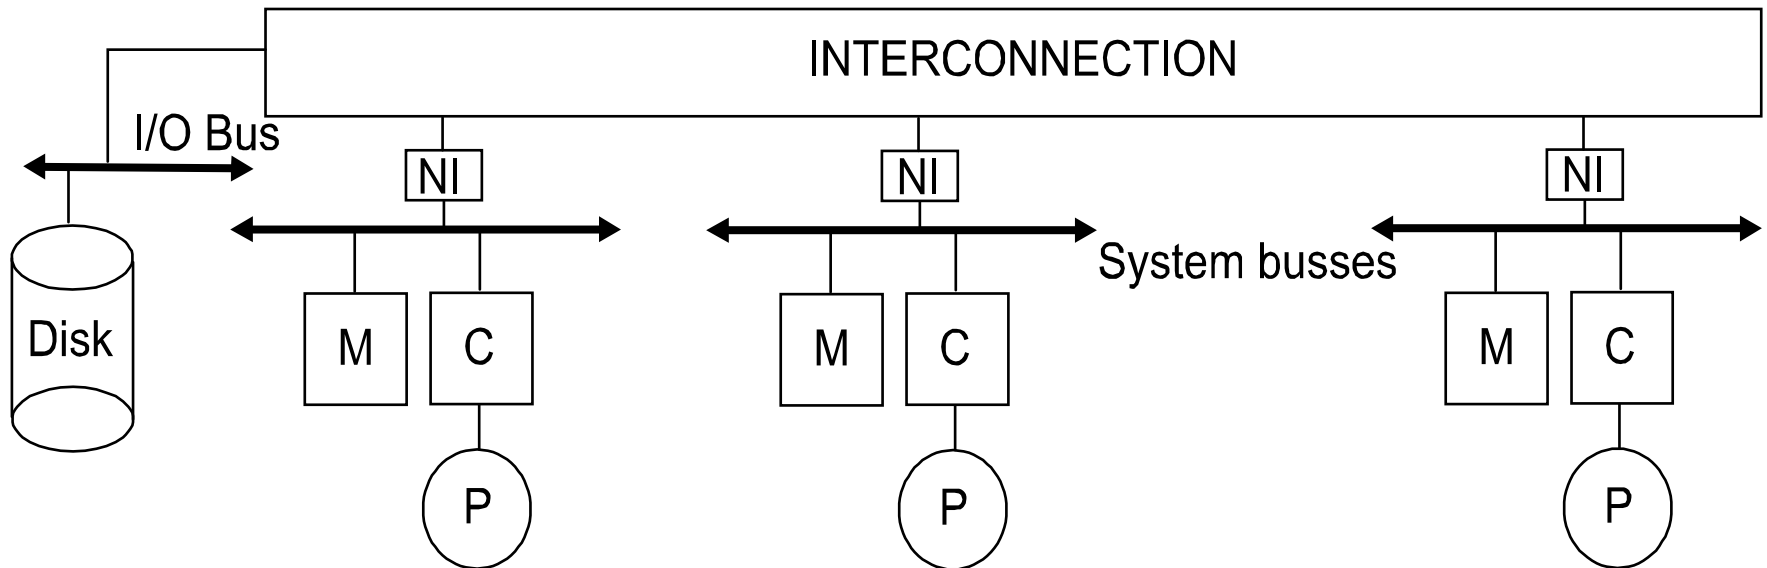 INTERCONNECTION
I/O Bus
NI
NI
NI
System busses
Disk
M
C
M
C
M
C
P
P
P